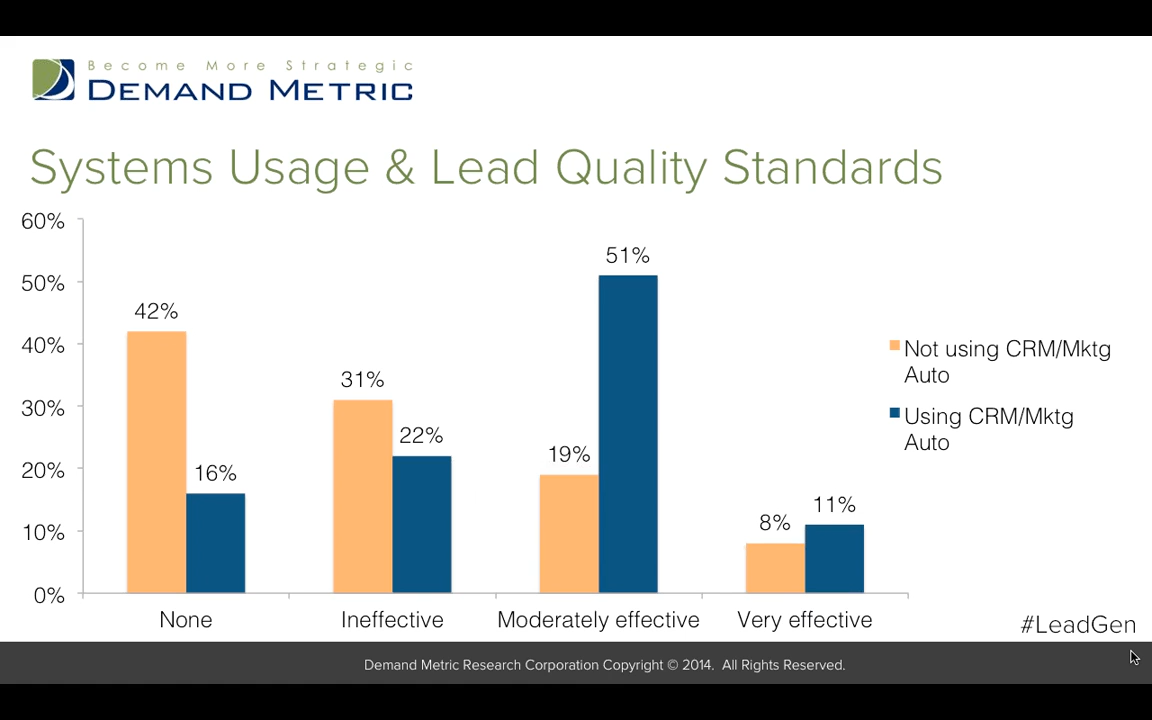 Become More Strategic
DEMAND METRIC
Systems Usage & Lead Quality Standards
60%
50%
40%
30%
20%
10%
0%
42%
16%
31%
22%
19%
51%
8%
11%
None
Ineffective
Moderately effective
Very effective
Not using CRM/Mktg
Auto
Using CRM/Mktg
Auto
#LeadGen
Demand Metric Research Corporation Copyright © 2014. All Rights Reserved.